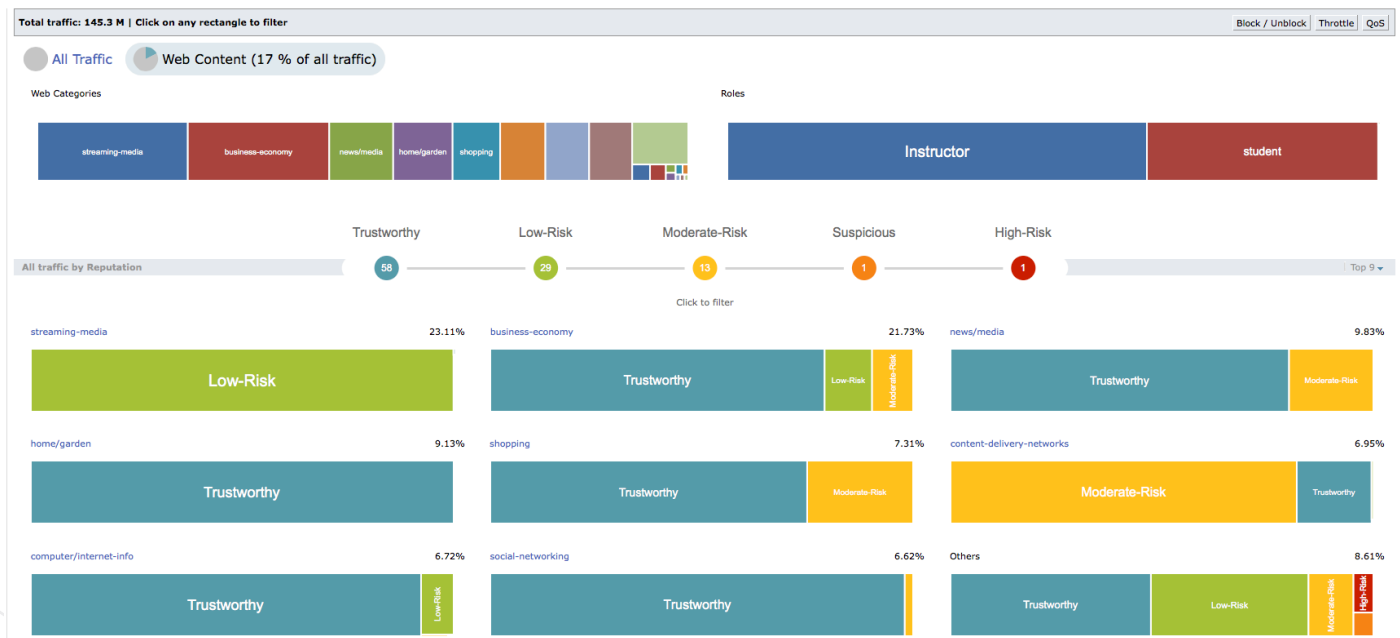 Total traffic: 145.3 M | Click on any rectangle to filter
Block / Unblock Throttle QoS
All Traffic Web Content (17 % of all traffic)
Web Categories Roles
streaming-media business-economy news/media home/garden shopping Instructor student
Trustworthy Low-Risk Moderate-Risk Suspicious High-Risk
All traffic by Reputation 58 29 13 1 1 Top 9
Click to filter
streaming-media 23.11% business-economy 21.73% news/media 9.83%
Low-Risk Trustworthy Low-Risk Moderate-Risk Trustworthy Moderate-Risk
home/garden 9.13% shopping 7.31% content-delivery-networks 6.95%
Trustworthy Trustworthy Moderate-Risk Moderate-Risk Trustworthy
computer/internet-info 6.72% social-networking 6.62% Others 8.61%
Trustworthy Low-Risk Trustworthy Trustworthy Low-Risk Moderate-Risk High-Risk